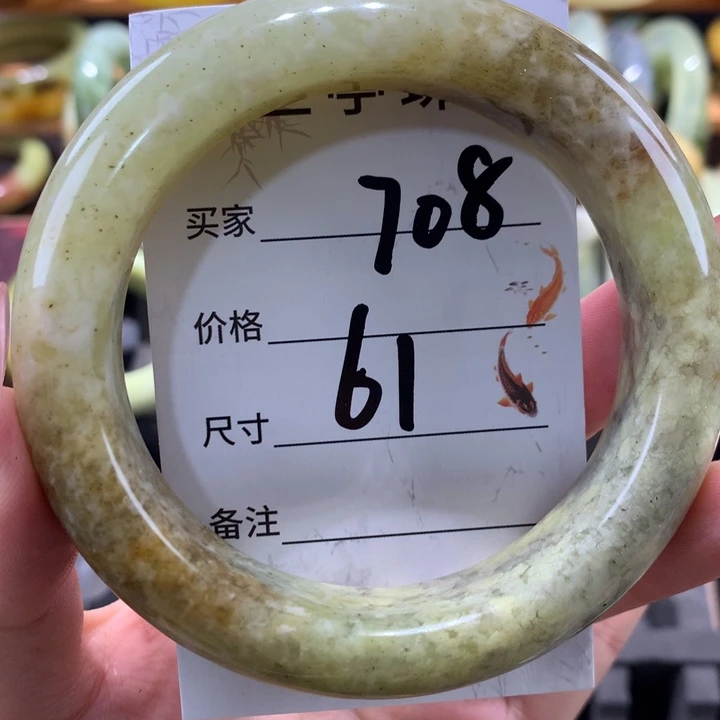 买家 708
价格
尺寸 61
备注